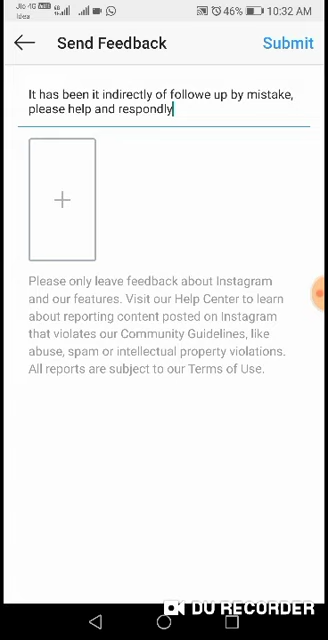 Jio 4G
Idea
46% 10:32 AM
Send Feedback
Submit
It has been it indirectly of followe up by mistake,
please help and respondly
Please only leave feedback about Instagram
and our features. Visit our Help Center to learn
about reporting content posted on Instagram
that violates our Community Guidelines, like
abuse, spam or intellectual property violations.
All reports are subject to our Terms of Use.
DU RECORDER